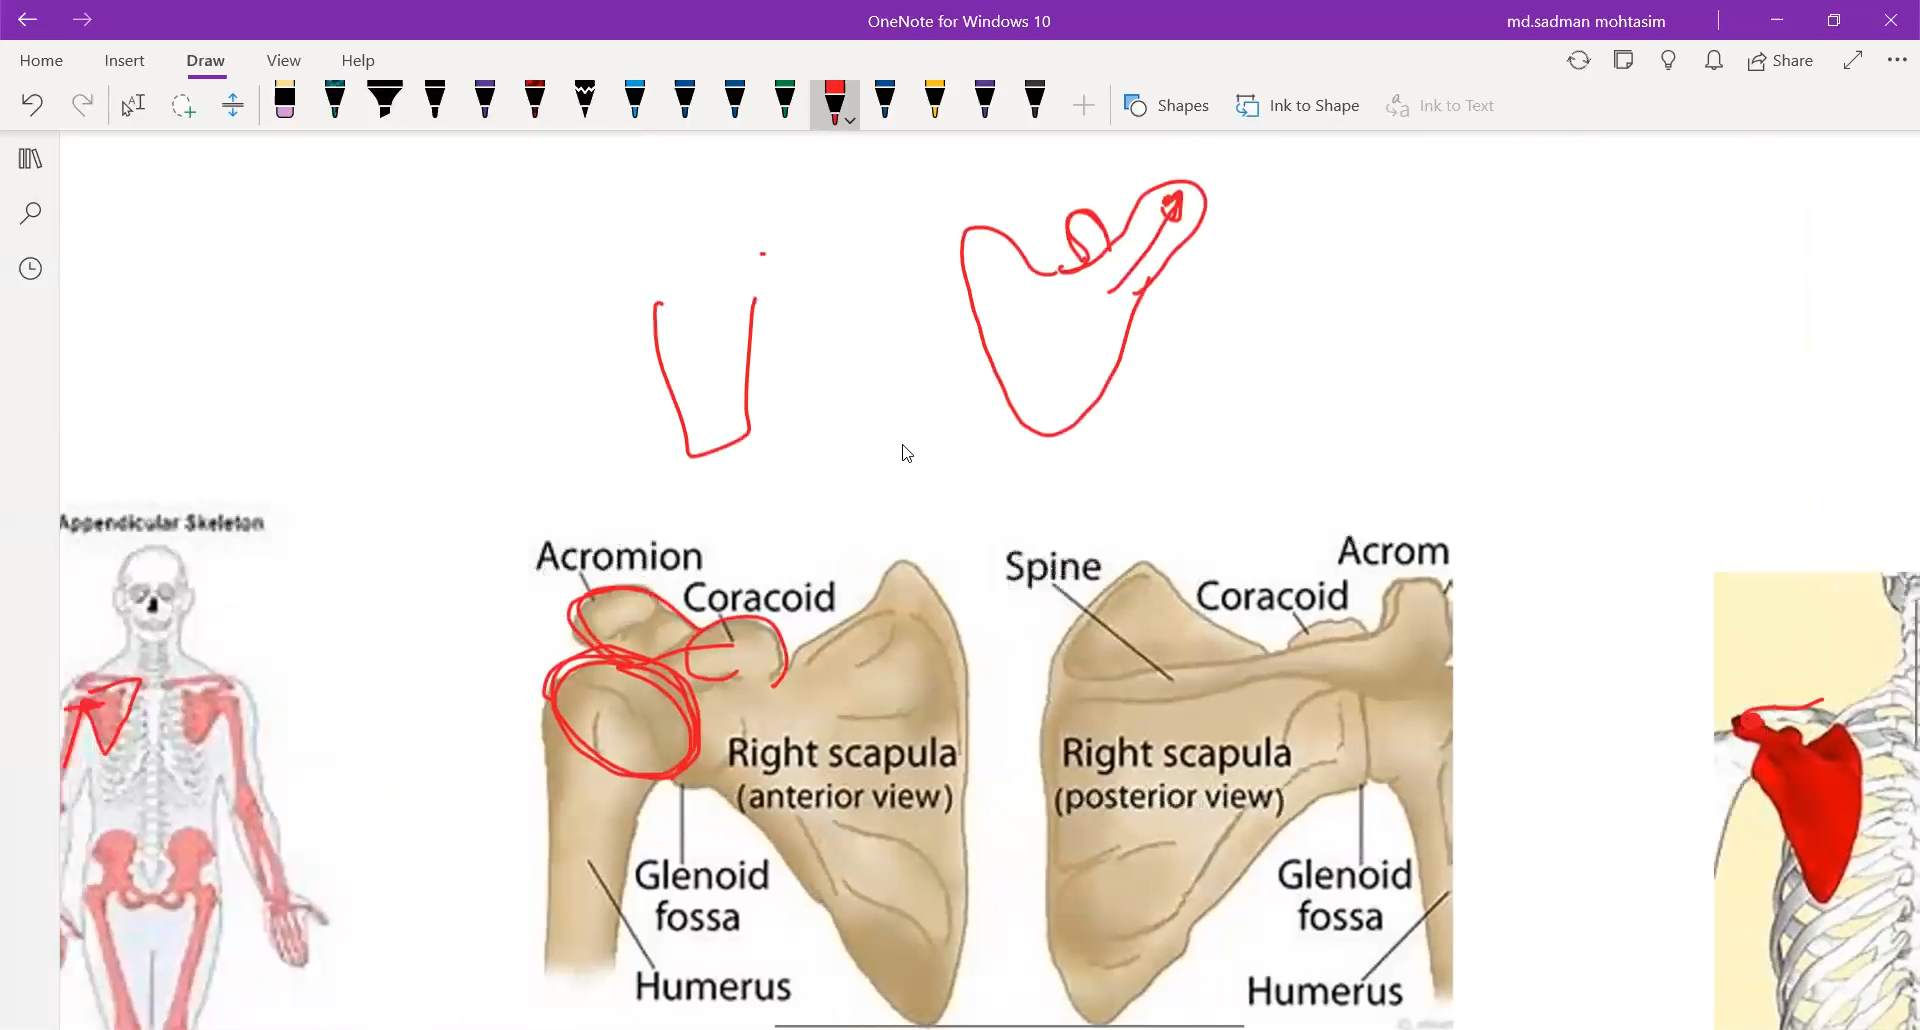 OneNote for Windows 10
md.sadman mohtasim
Home Insert Draw View Help
Share
Shapes
Ink to Shape
Ink to Text
Appendicular Skeleton
Acromion
Coracoid
Right scapula
(anterior view)
Glenoid
fossa
Humerus
Spine
Acrom
Coracoid
Right scapula
(posterior view)
Glenoid
fossa
Humerus